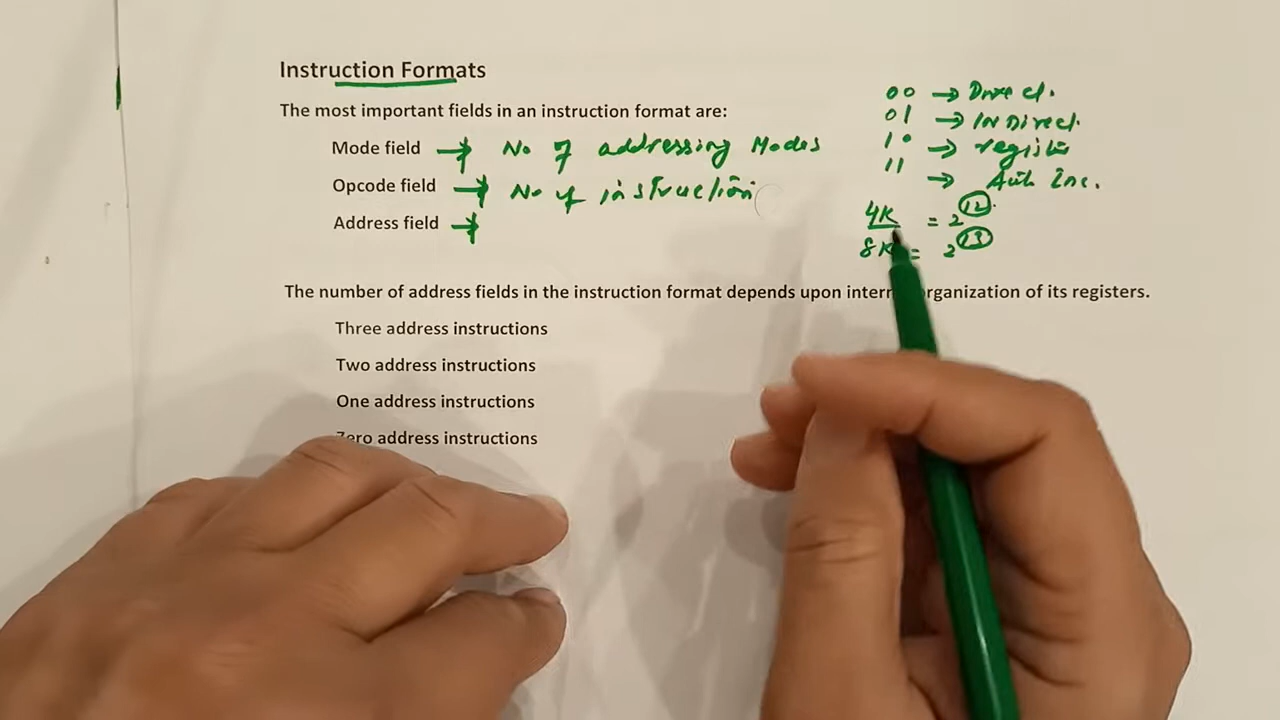 Instruction Formats
The most important fields in an instruction format are:
Mode field → No of addressing Modes
Opcode field → No of instruction
Address field →
00 → Direct.
01 → INDirect.
10 → register
11 → Auto Inc.
4K = 2^12
8K = 2^13
The number of address fields in the instruction format depends upon organization of its registers.
Three address instructions
Two address instructions
One address instructions
Zero address instructions